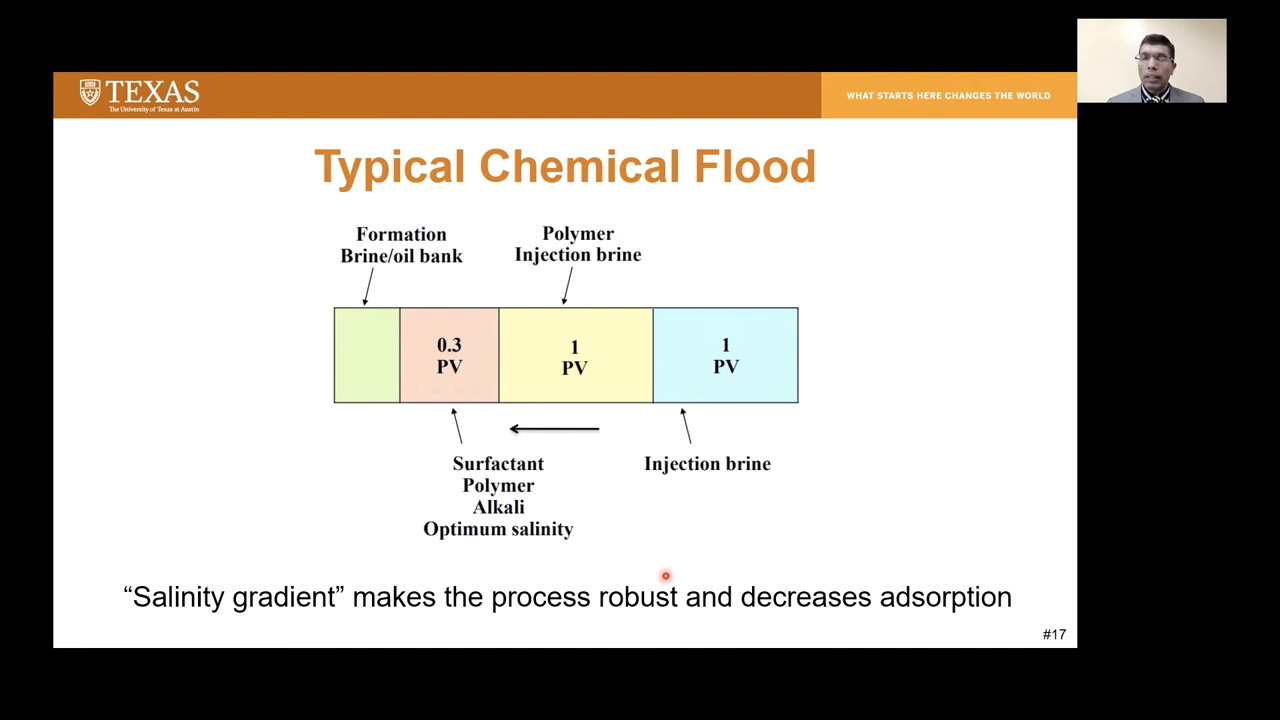 TEXAS
The University of Texas at Austin
WHAT STARTS HERE CHANGES THE WORLD
Typical Chemical Flood
Formation
Brine/oil bank
Polymer
Injection brine
0.3
PV
1
PV
1
PV
Surfactant
Polymer
Alkali
Optimum salinity
Injection brine
“Salinity gradient” makes the process robust and decreases adsorption
#17